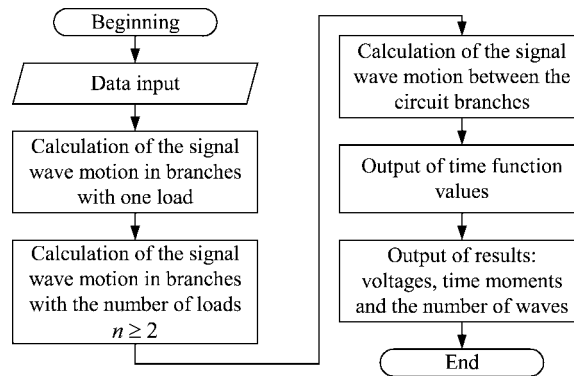 Beginning
Data input
Calculation of the signal
wave motion in branches
with one load
Calculation of the signal
wave motion in branches
with the number of loads
n ≥ 2
Calculation of the signal
wave motion between the
circuit branches
Output of time function
values
Output of results:
voltages, time moments
and the number of waves
End